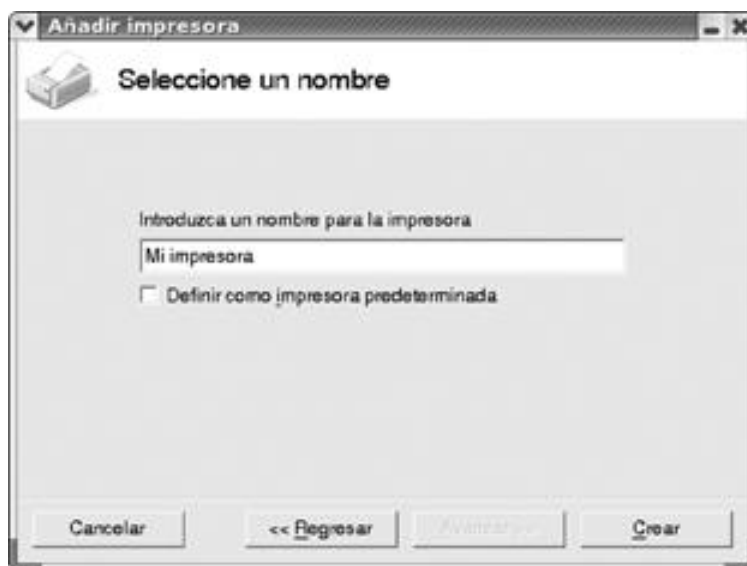 Añadir impresora
Seleccione un nombre
Introduzca un nombre para la impresora
Mi impresora
Definir como impresora predeterminada
Cancelar
<< Regresar
Avanzar >>
Crear